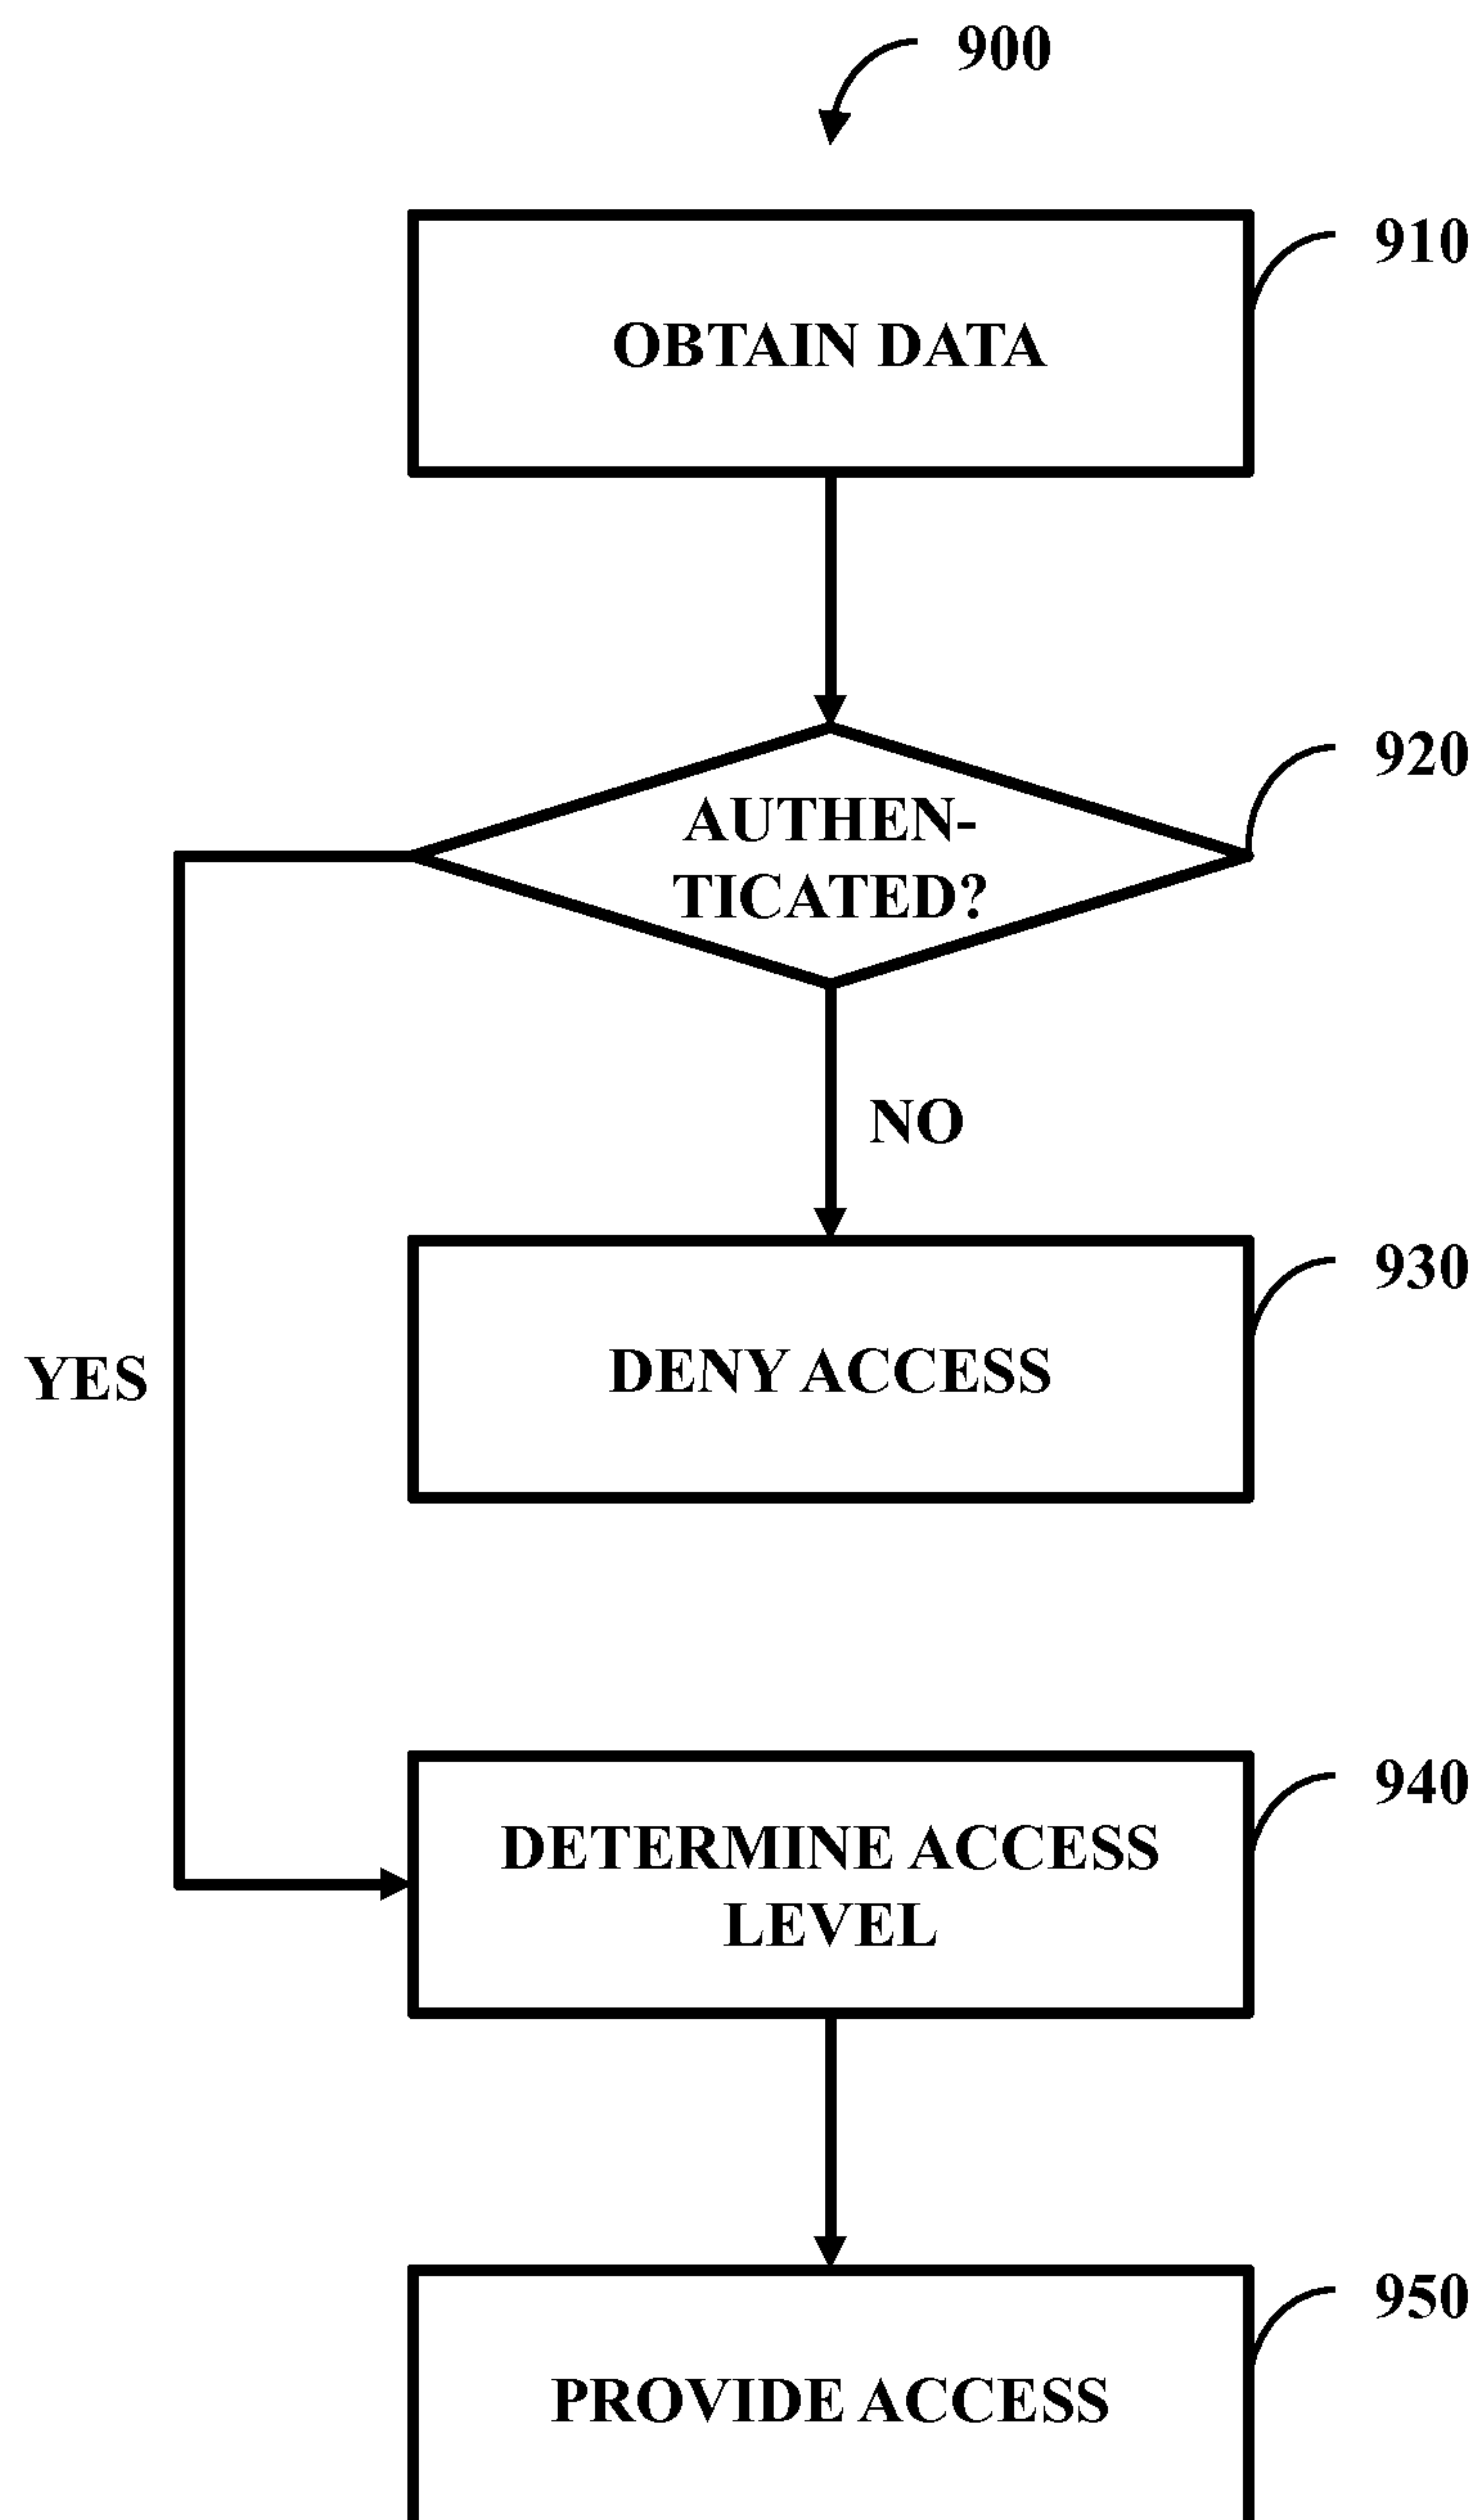 900
910
OBTAIN DATA
920
AUTHEN-
TICATED?
NO
930
DENY ACCESS
YES
940
DETERMINE ACCESS
LEVEL
950
PROVIDE ACCESS